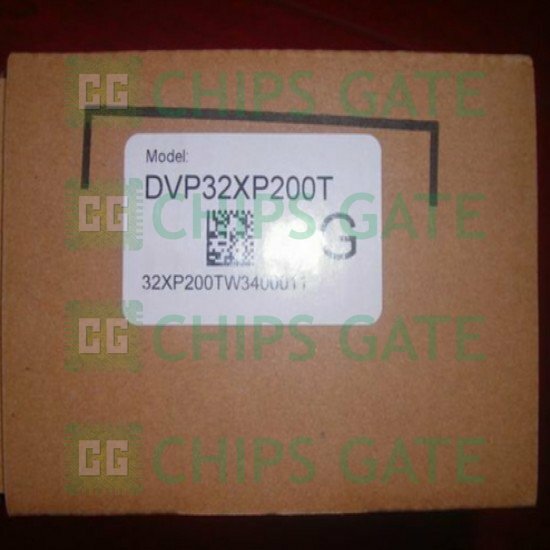 CG CHIPS GATE
Model:
DVP32XP200T
CG CHIPS GATE
G
32XP200TW3400011
CG CHIPS GATE
CG CHIPS GATE